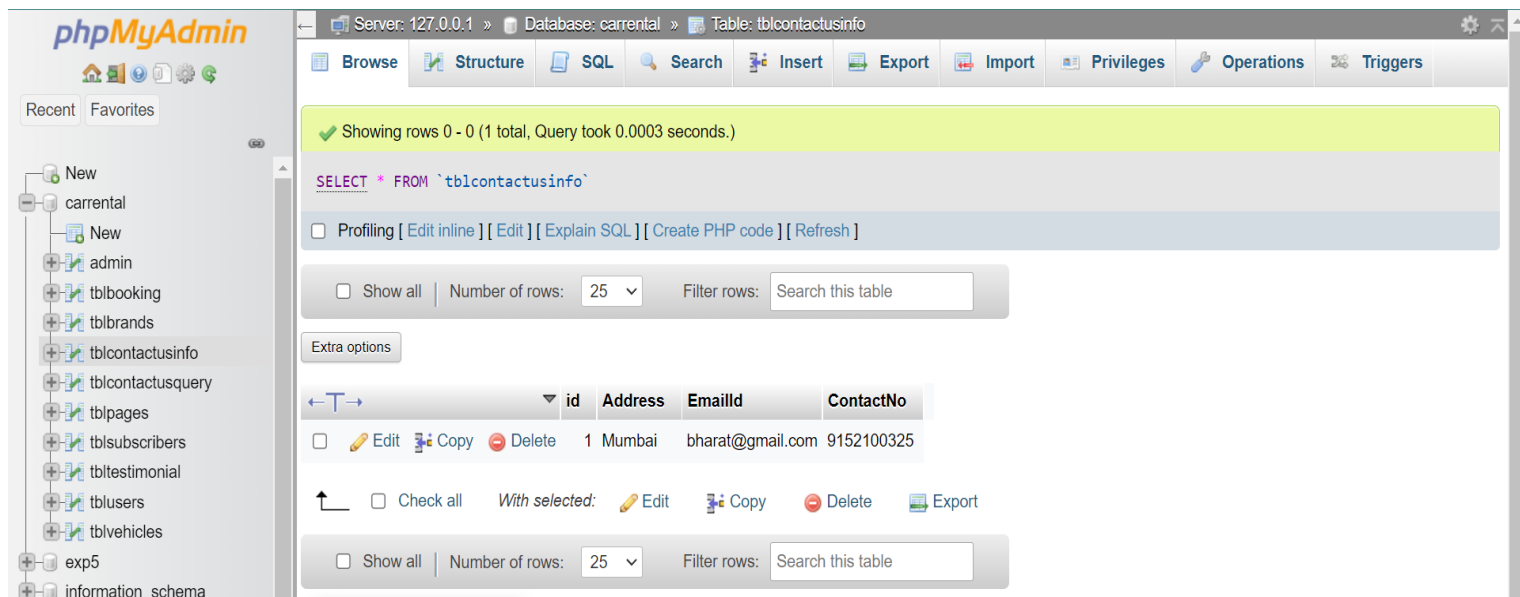 phpMyAdmin
Recent Favorites
New
carrental
New
admin
tblbooking
tblbrands
tblcontactusinfo
tblcontactusquery
tblpages
tblsubscribers
tbltestimonial
tblusers
tblvehicles
exp5
information_schema
Server: 127.0.0.1 » Database: carrental » Table: tblcontactusinfo
Browse Structure SQL Search Insert Export Import Privileges Operations Triggers
Showing rows 0 - 0 (1 total, Query took 0.0003 seconds.)
SELECT * FROM `tblcontactusinfo`
Profiling [ Edit inline ] [ Edit ] [ Explain SQL ] [ Create PHP code ] [ Refresh ]
Show all | Number of rows: 25 Filter rows: Search this table
Extra options
←T→ id Address EmailId ContactNo
Edit Copy Delete 1 Mumbai bharat@gmail.com 9152100325
Check all With selected: Edit Copy Delete Export
Show all | Number of rows: 25 Filter rows: Search this table